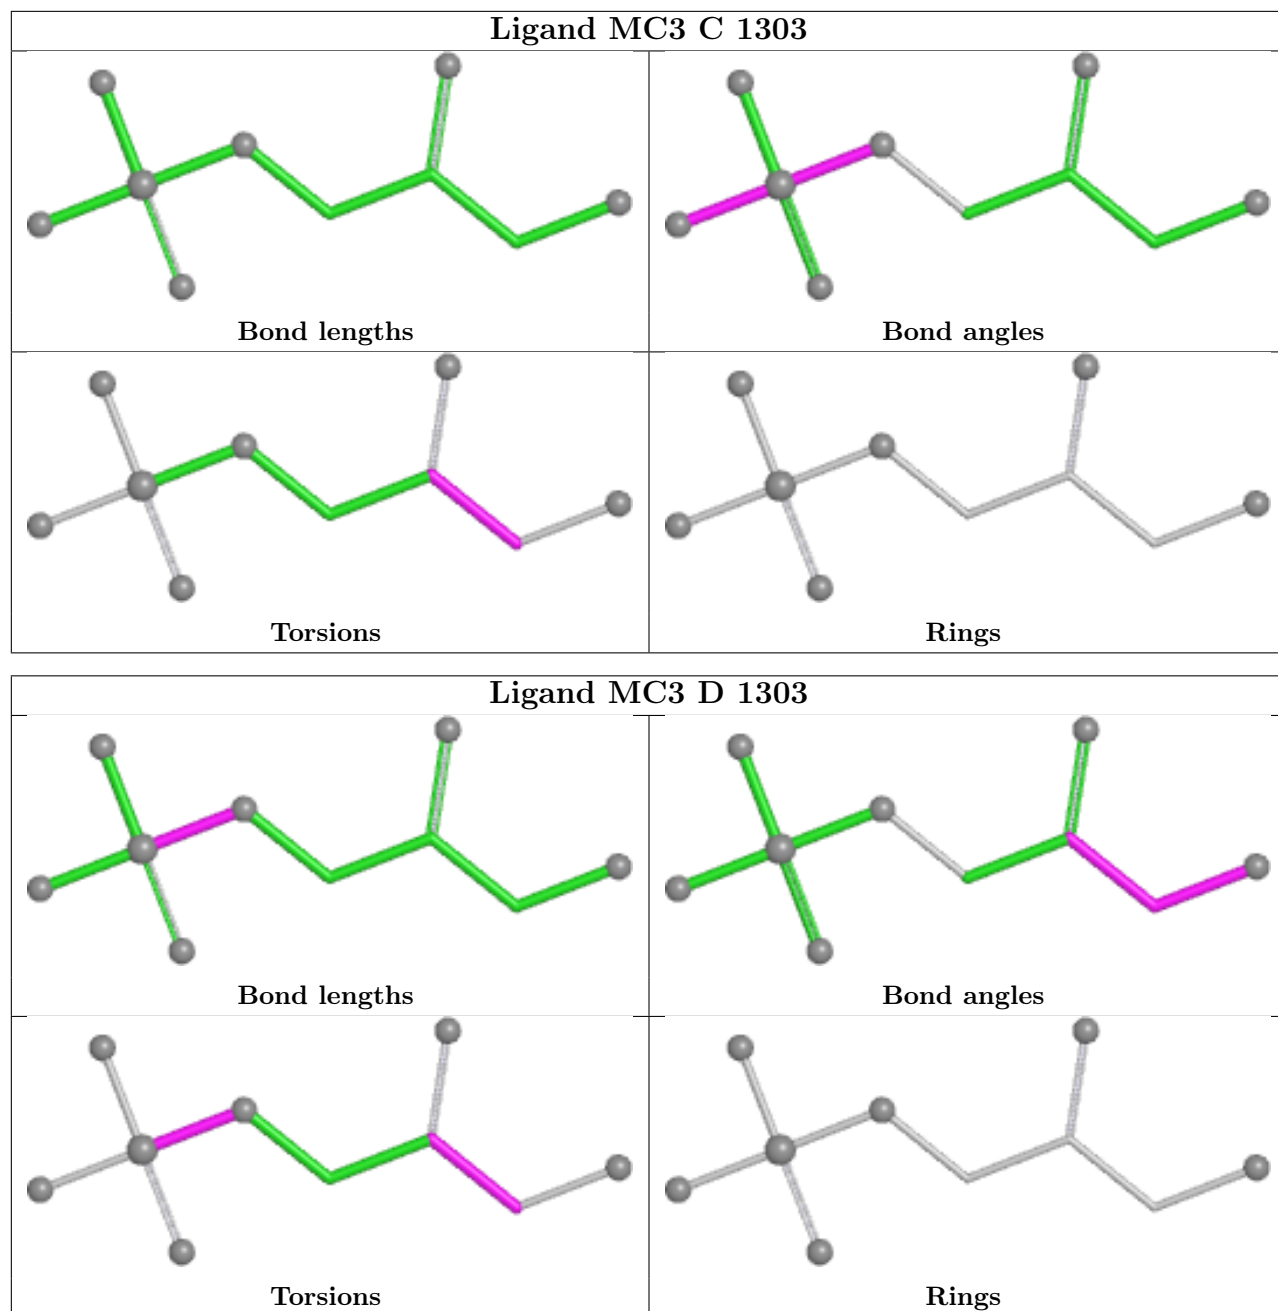 Ligand MC3 C 1303
Bond lengths
Bond angles
Torsions
Rings
Ligand MC3 D 1303
Bond lengths
Bond angles
Torsions
Rings